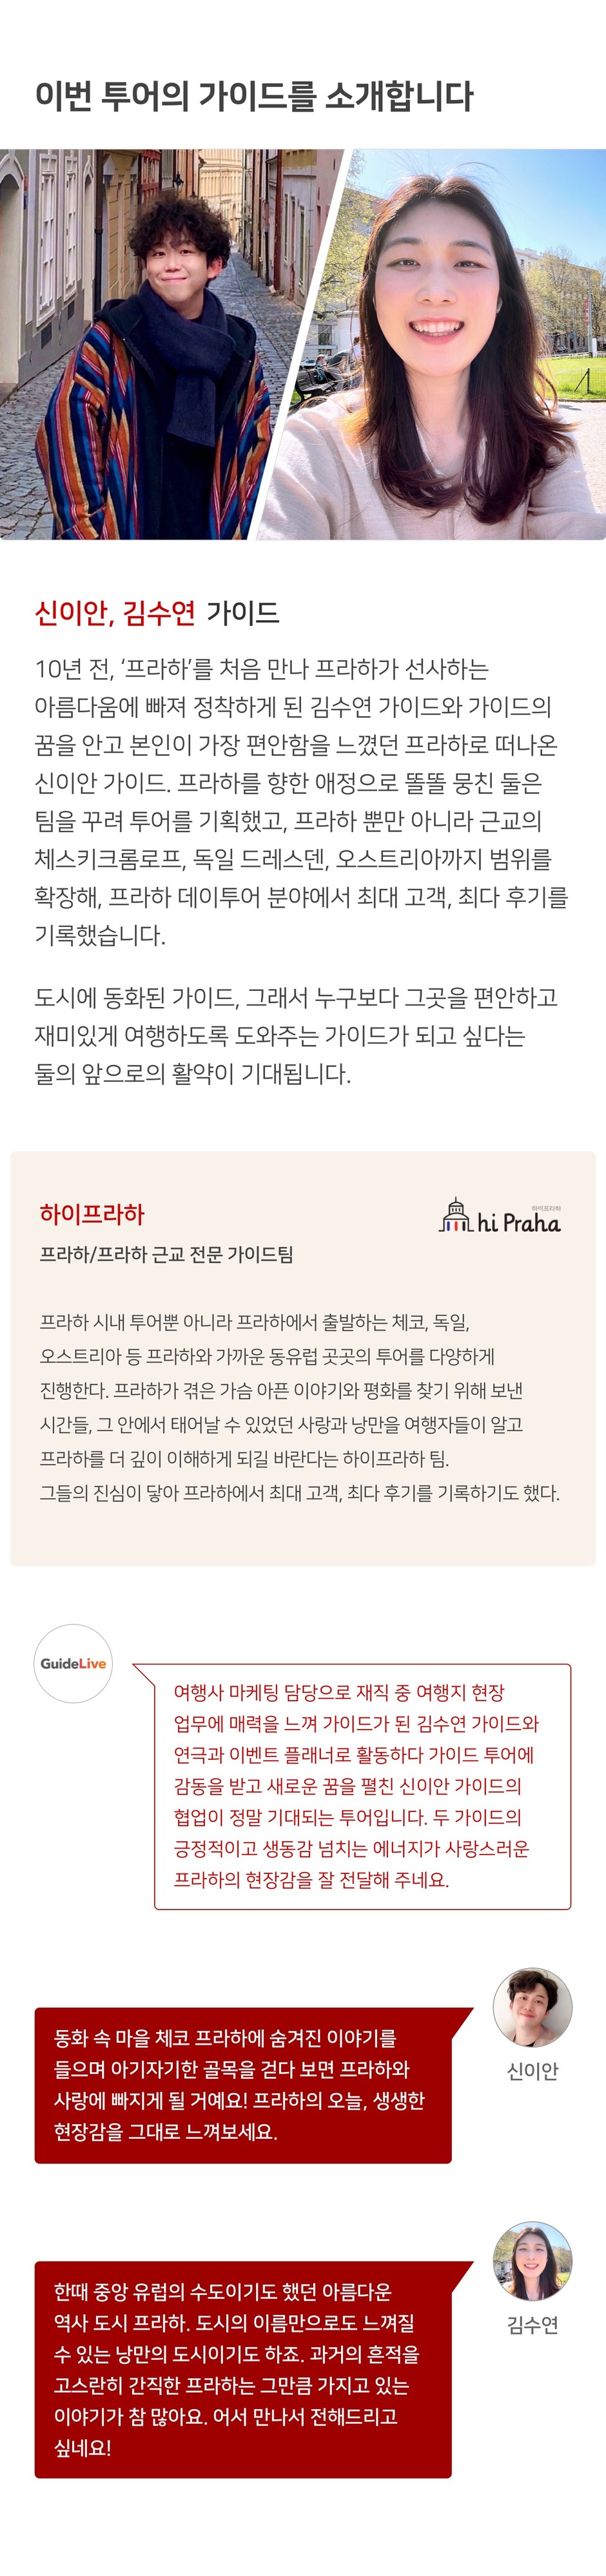 이번 투어의 가이드를 소개합니다
신이안, 김수연 가이드
10년 전, ‘프라하’를 처음 만나 프라하가 선사하는
아름다움에 빠져 정착하게 된 김수연 가이드와 가이드의
꿈을 안고 본인이 가장 편안함을 느꼈던 프라하로 떠나온
신이안 가이드. 프라하를 향한 애정으로 똘똘 뭉친 둘은
팀을 꾸려 투어를 기획했고, 프라하 뿐만 아니라 근교의
체스키크롬로프, 독일 드레스덴, 오스트리아까지 범위를
확장해, 프라하 데이투어 분야에서 최대 고객, 최다 후기를
기록했습니다.
도시에 동화된 가이드, 그래서 누구보다 그곳을 편안하고
재미있게 여행하도록 도와주는 가이드가 되고 싶다는
둘의 앞으로의 활약이 기대됩니다.
하이프라하
하이프라하
hi Praha
프라하/프라하 근교 전문 가이드팀
프라하 시내 투어뿐 아니라 프라하에서 출발하는 체코, 독일,
오스트리아 등 프라하와 가까운 동유럽 곳곳의 투어를 다양하게
진행한다. 프라하가 겪은 가슴 아픈 이야기와 평화를 찾기 위해 보낸
시간들, 그 안에서 태어날 수 있었던 사랑과 낭만을 여행자들이 알고
프라하를 더 깊이 이해하게 되길 바란다는 하이프라하 팀.
그들의 진심이 닿아 프라하에서 최대 고객, 최다 후기를 기록하기도 했다.
GuideLive
여행사 마케팅 담당으로 재직 중 여행지 현장
업무에 매력을 느껴 가이드가 된 김수연 가이드와
연극과 이벤트 플래너로 활동하다 가이드 투어에
감동을 받고 새로운 꿈을 펼친 신이안 가이드의
협업이 정말 기대되는 투어입니다. 두 가이드의
긍정적이고 생동감 넘치는 에너지가 사랑스러운
프라하의 현장감을 잘 전달해 주네요.
동화 속 마을 체코 프라하에 숨겨진 이야기를
들으며 아기자기한 골목을 걷다 보면 프라하와
사랑에 빠지게 될 거예요! 프라하의 오늘, 생생한
현장감을 그대로 느껴보세요.
신이안
한때 중앙 유럽의 수도이기도 했던 아름다운
역사 도시 프라하. 도시의 이름만으로도 느껴질
수 있는 낭만의 도시이기도 하죠. 과거의 흔적을
고스란히 간직한 프라하는 그만큼 가지고 있는
이야기가 참 많아요. 어서 만나서 전해드리고
싶네요!
김수연